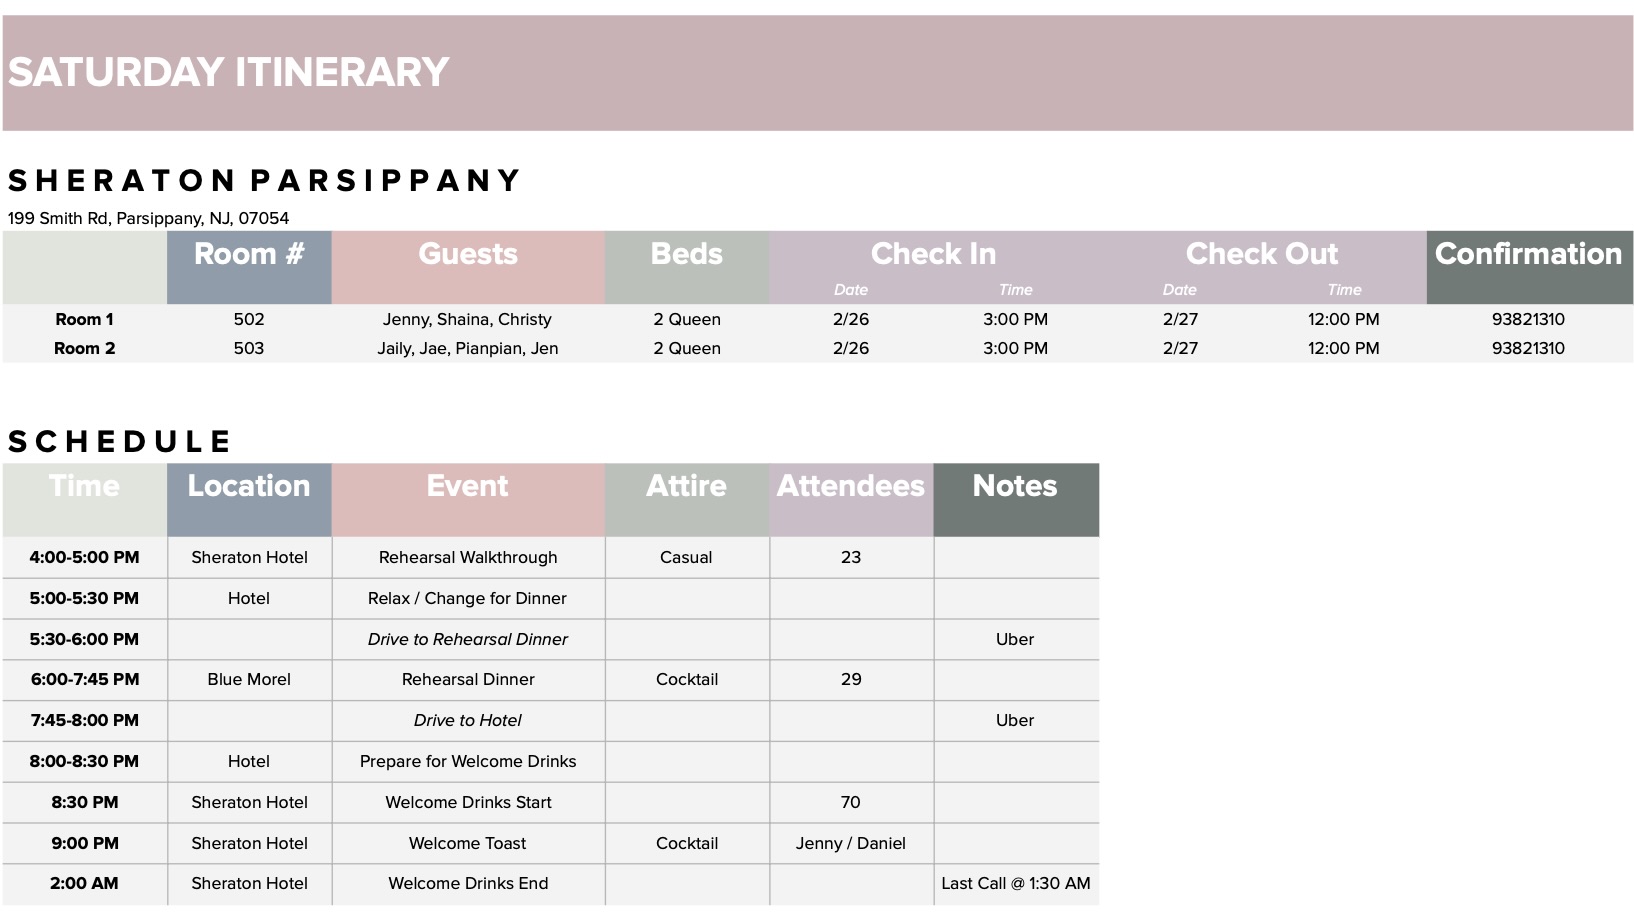 SATURDAY ITINERARY
SHERATON PARSIPPANY
199 Smith Rd, Parsippany, NJ, 07054
Room # Guests Beds Check In Check Out Confirmation
Date Time Date Time
Room 1 502 Jenny, Shaina, Christy 2 Queen 2/26 3:00 PM 2/27 12:00 PM 93821310
Room 2 503 Jaily, Jae, Pianpian, Jen 2 Queen 2/26 3:00 PM 2/27 12:00 PM 93821310
SCHEDULE
Time Location Event Attire Attendees Notes
4:00-5:00 PM Sheraton Hotel Rehearsal Walkthrough Casual 23
5:00-5:30 PM Hotel Relax / Change for Dinner
5:30-6:00 PM Drive to Rehearsal Dinner Uber
6:00-7:45 PM Blue Morel Rehearsal Dinner Cocktail 29
7:45-8:00 PM Drive to Hotel Uber
8:00-8:30 PM Hotel Prepare for Welcome Drinks
8:30 PM Sheraton Hotel Welcome Drinks Start 70
9:00 PM Sheraton Hotel Welcome Toast Cocktail Jenny / Daniel
2:00 AM Sheraton Hotel Welcome Drinks End Last Call @ 1:30 AM